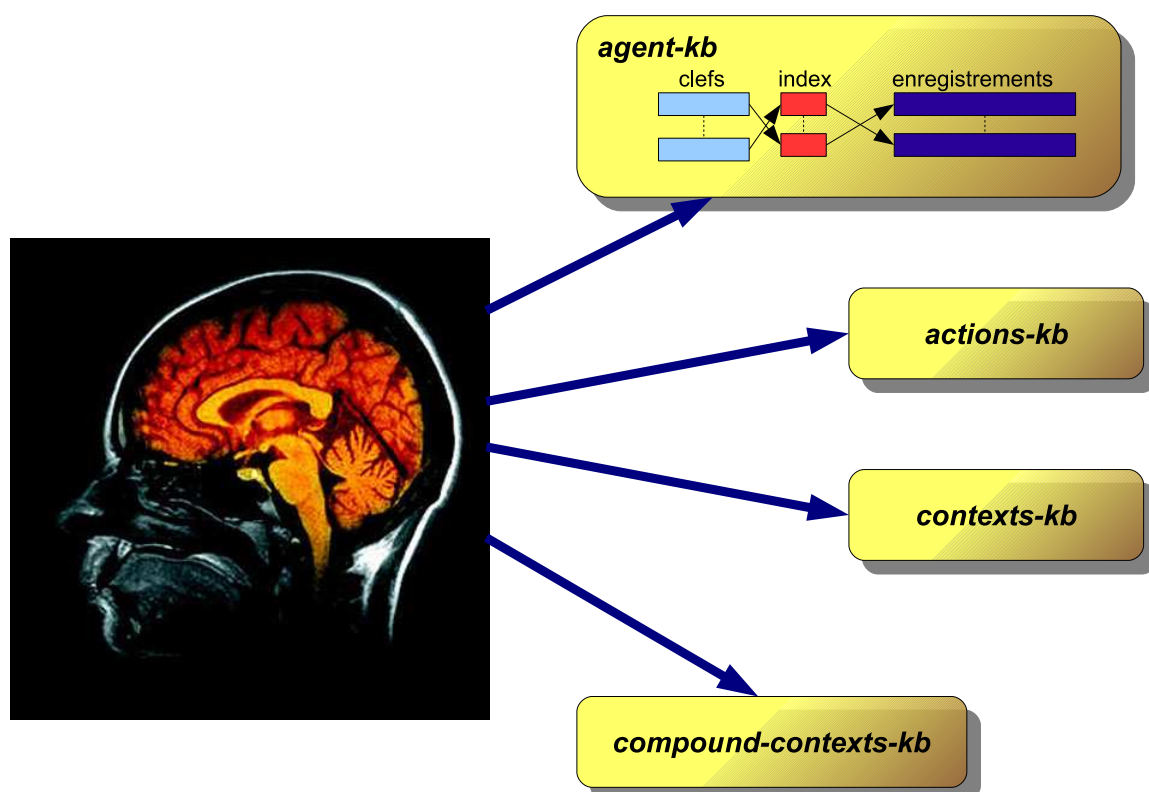 agent-kb
clefs index enregistrements
actions-kb
contexts-kb
compound-contexts-kb